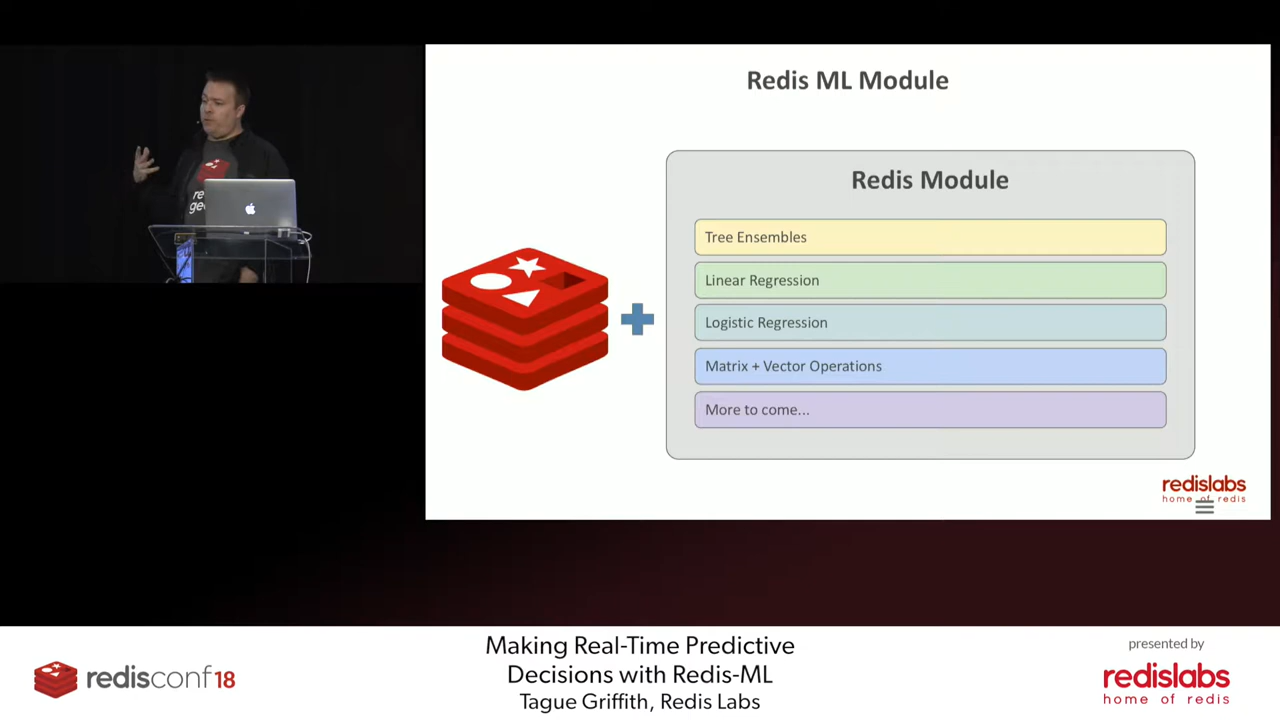 Redis ML Module
Redis Module
Tree Ensembles
Linear Regression
Logistic Regression
Matrix + Vector Operations
More to come...
redislabs
home of redis
re
ge
redisconf18
Making Real-Time Predictive
Decisions with Redis-ML
Tague Griffith, Redis Labs
presented by
redislabs
home of redis